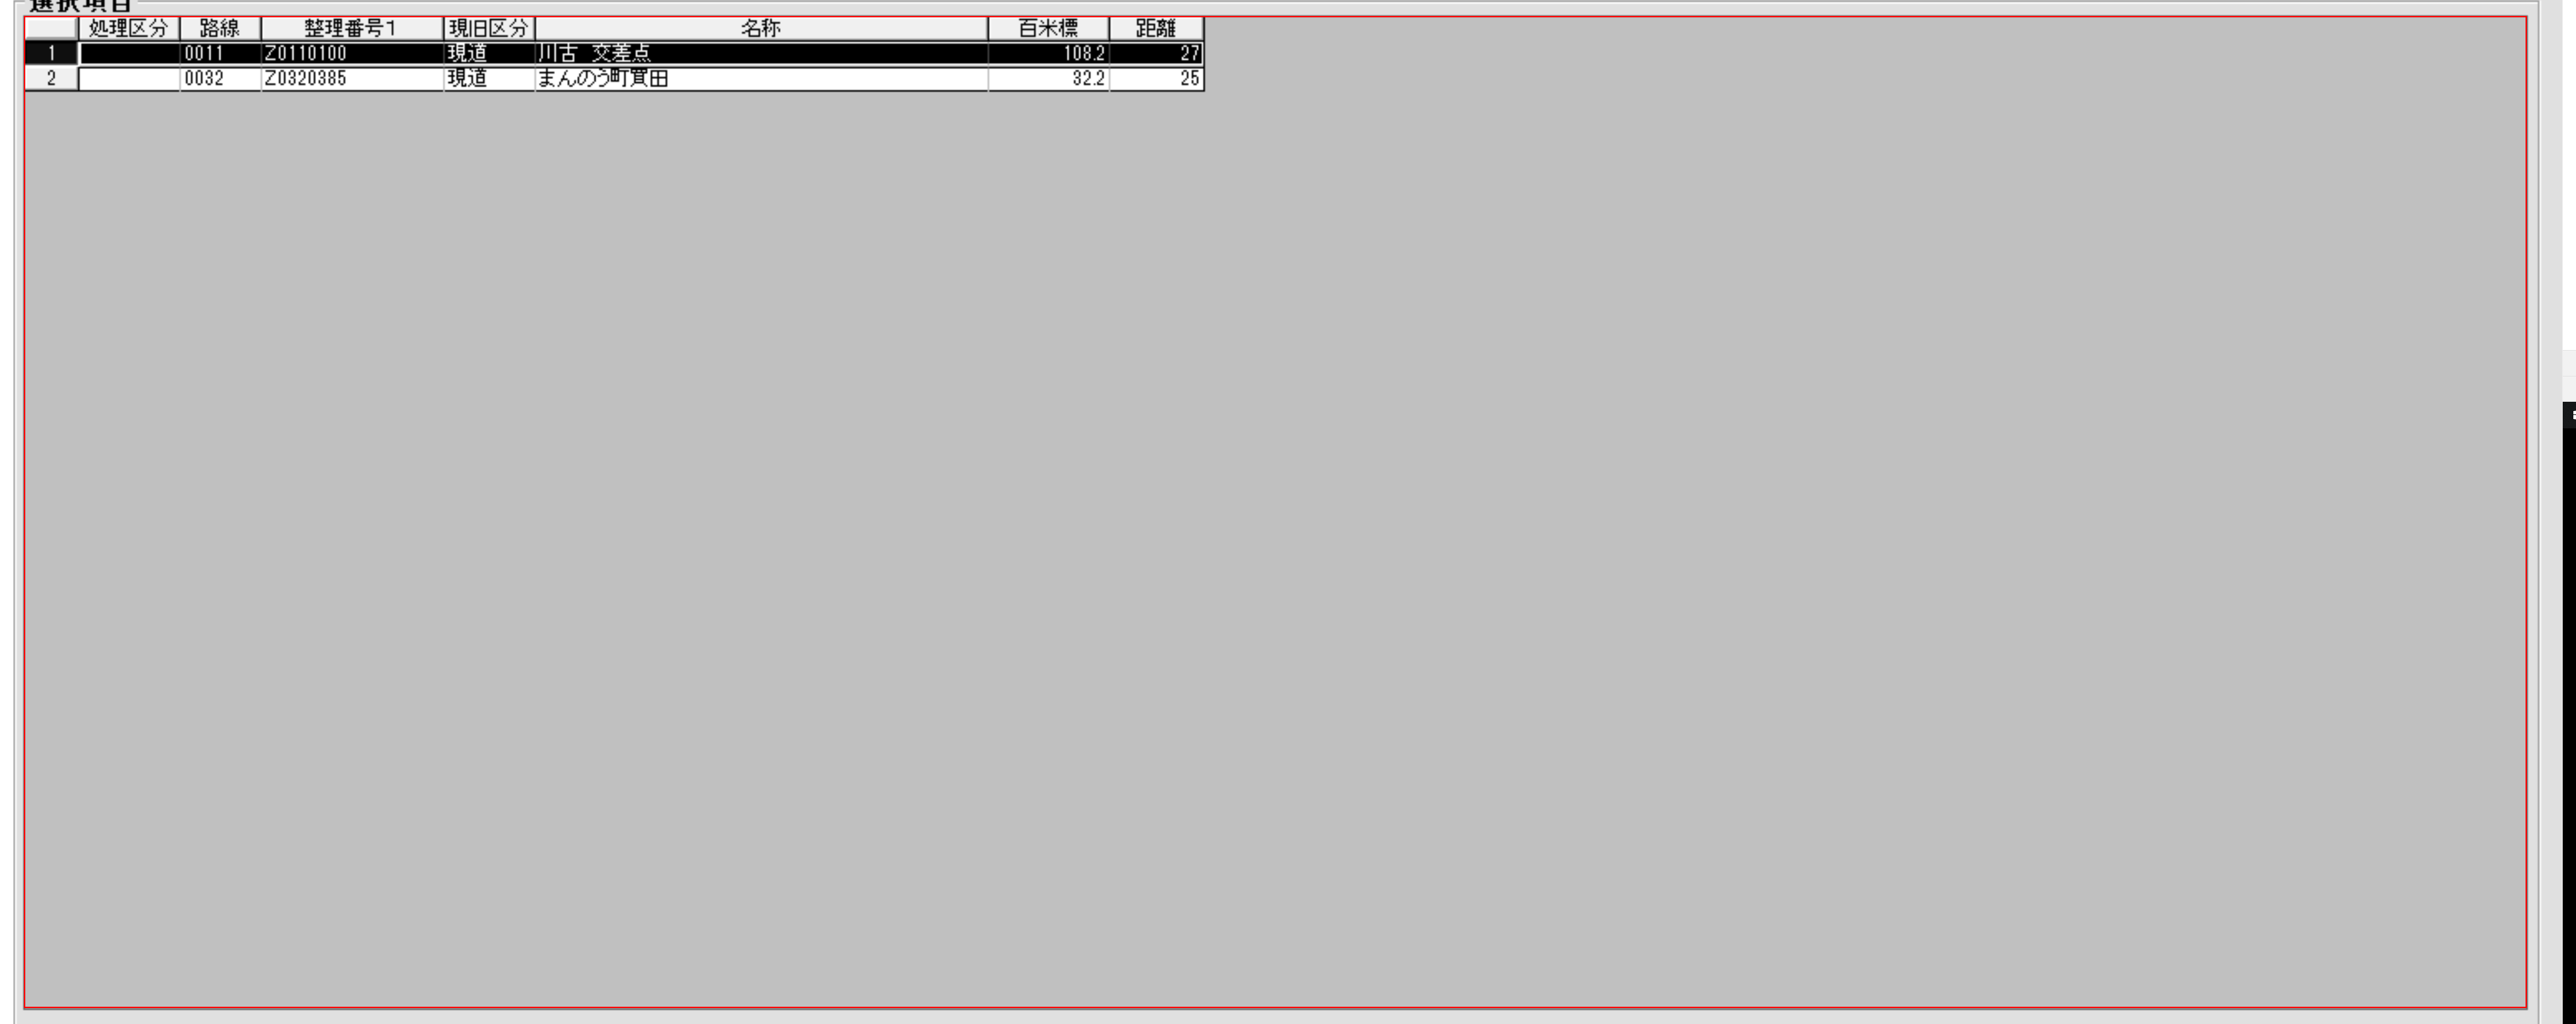 選択項目
処理区分 路線 整理番号1 現旧区分 名称 百米標 距離
1 0011 Z0110100 現道 川古 交差点 108.2 27
2 0032 Z0320385 現道 まんのう町買田 32.2 25